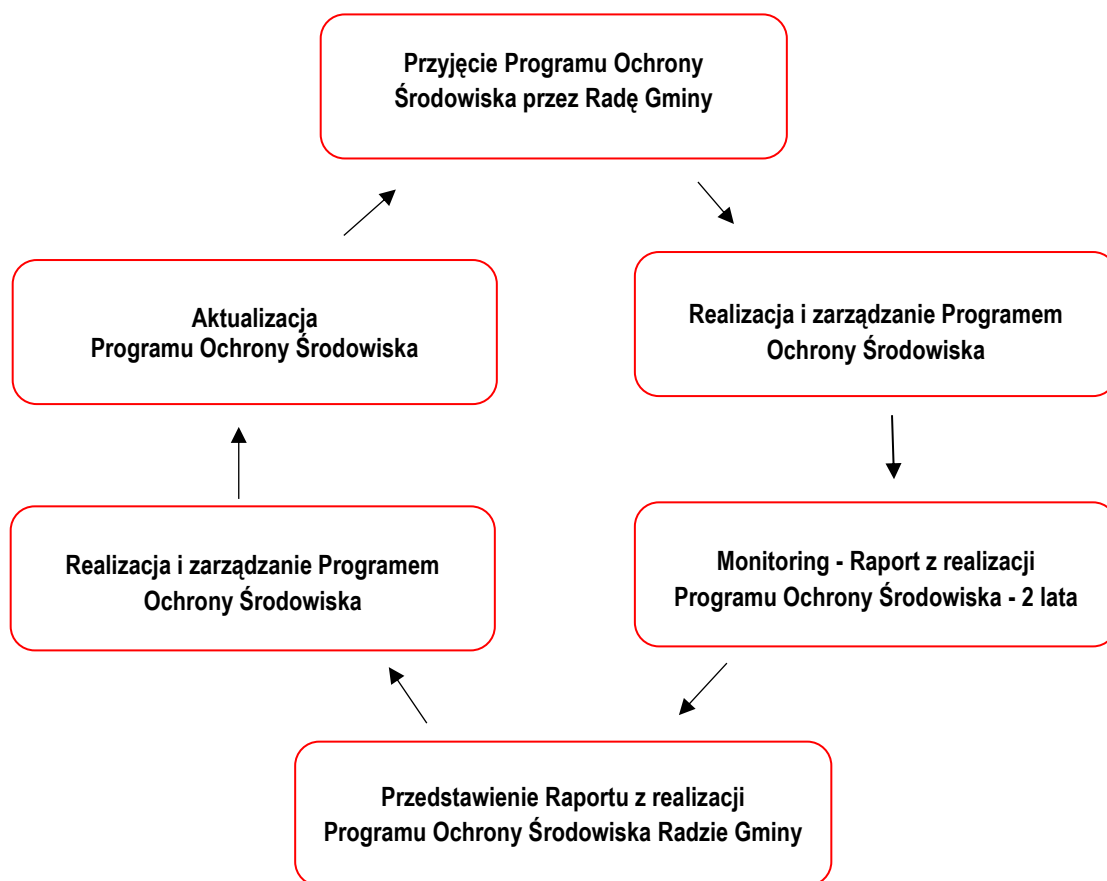 Przyjęcie Programu Ochrony
Środowiska przez Radę Gminy
Realizacja i zarządzanie Programem
Ochrony Środowiska
Monitoring - Raport z realizacji
Programu Ochrony Środowiska - 2 lata
Przedstawienie Raportu z realizacji
Programu Ochrony Środowiska Radzie Gminy
Realizacja i zarządzanie Programem
Ochrony Środowiska
Aktualizacja
Programu Ochrony Środowiska